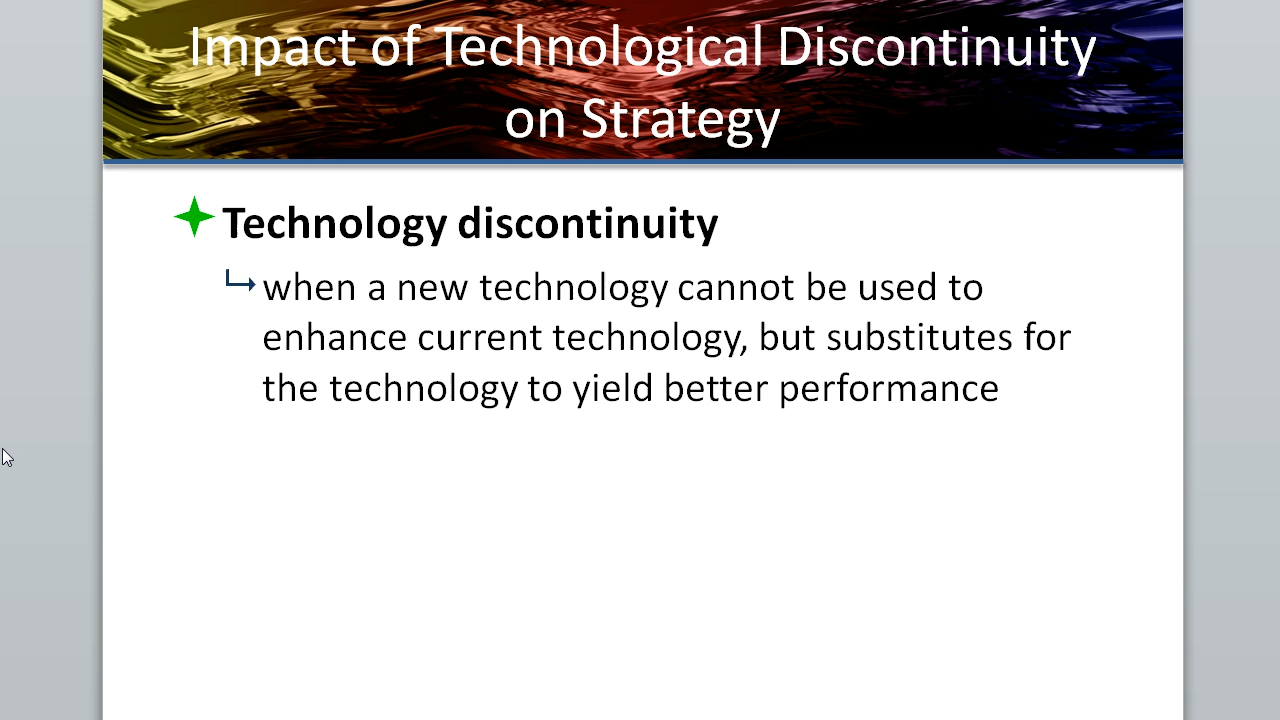 Impact of Technological Discontinuity
on Strategy
Technology discontinuity
when a new technology cannot be used to
enhance current technology, but substitutes for
the technology to yield better performance